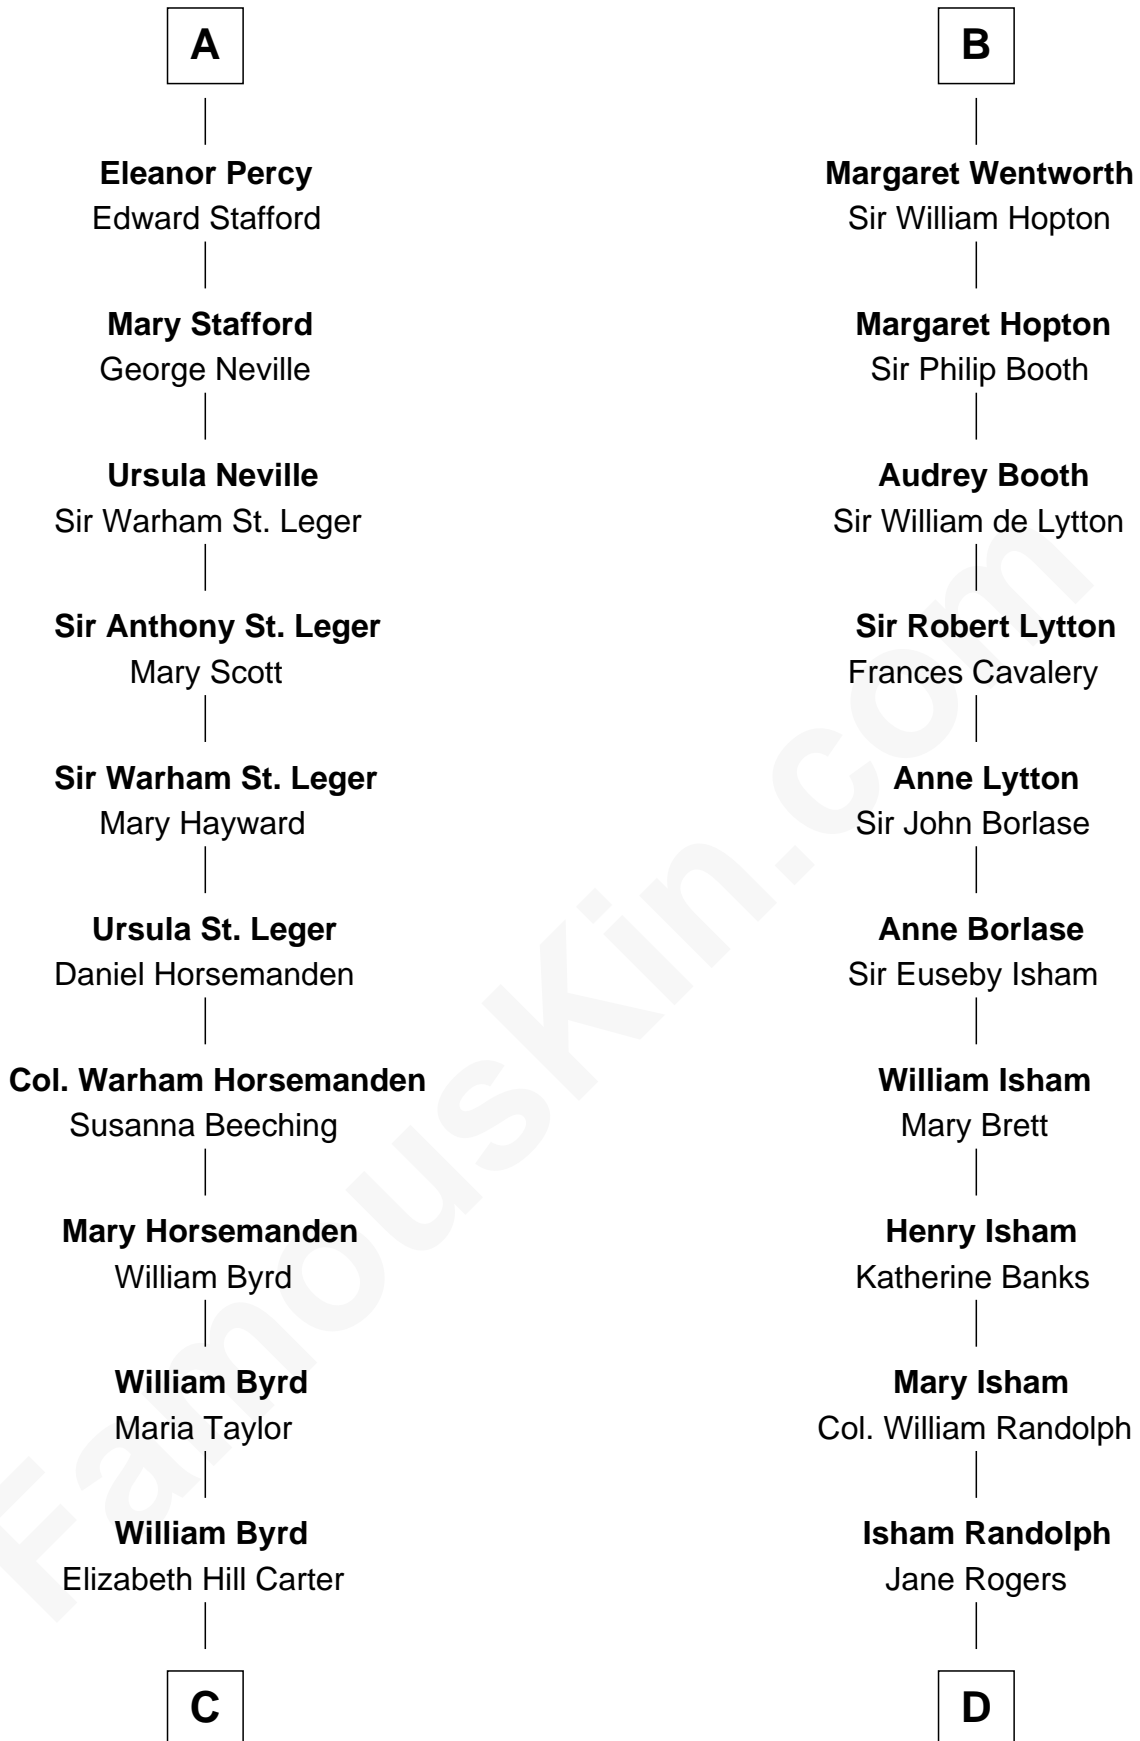 A
Eleanor Percy
Edward Stafford
Mary Stafford
George Neville
Ursula Neville
Sir Warham St. Leger
Sir Anthony St. Leger
Mary Scott
Sir Warham St. Leger
Mary Hayward
Ursula St. Leger
Daniel Horsemanden
Col. Warham Horsemanden
Susanna Beeching
Mary Horsemanden
William Byrd
William Byrd
Maria Taylor
William Byrd
Elizabeth Hill Carter
C
B
Margaret Wentworth
Sir William Hopton
Margaret Hopton
Sir Philip Booth
Audrey Booth
Sir William de Lytton
Sir Robert Lytton
Frances Cavalery
Anne Lytton
Sir John Borlase
Anne Borlase
Sir Euseby Isham
William Isham
Mary Brett
Henry Isham
Katherine Banks
Mary Isham
Col. William Randolph
Isham Randolph
Jane Rogers
D
FamousKin.com